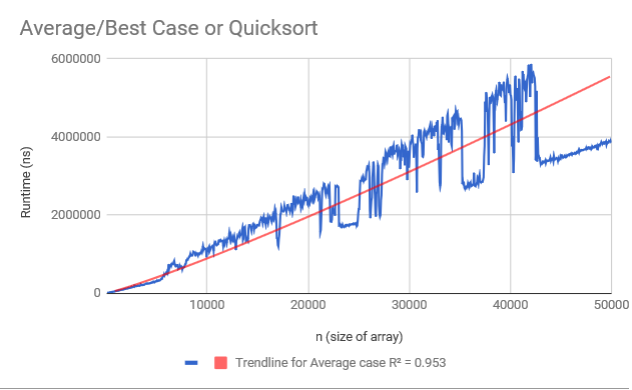 Average/Best Case or Quicksort
6000000
4000000
2000000
0
Runtime (ns)
10000
20000
30000
40000
50000
n (size of array)
Trendline for Average case R² = 0.953